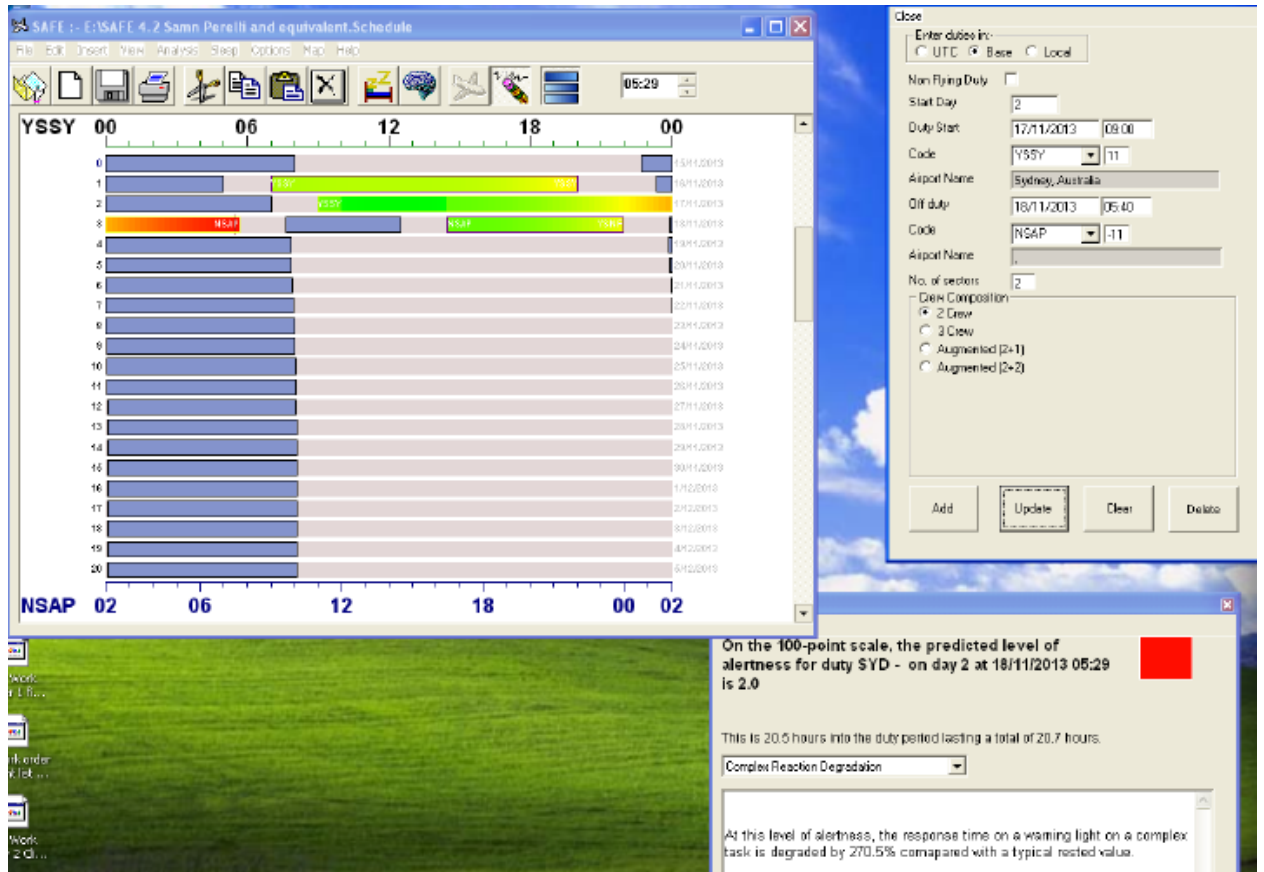 SAFE :- E:\SAFE 4.2 Samn Perelli and equivalent.Schedule
File Edit Insert View Analysis Sleep Options Map Help
05:29
YSSY 00 06 12 18 00
0 15/11/2013
1 YSSY YSSY 16/11/2013
2 YSSY 17/11/2013
3 NSAP NSAP 18/11/2013
4 19/11/2013
5 20/11/2013
6 21/11/2013
7 22/11/2013
8 23/11/2013
9 24/11/2013
10 25/11/2013
11 26/11/2013
12 27/11/2013
13 28/11/2013
14 29/11/2013
15 30/11/2013
16 1/12/2013
17 2/12/2013
18 3/12/2013
19 4/12/2013
20 5/12/2013
NSAP 02 06 12 18 00 02
Close
Enter duties in:-
UTC Base Local
Non Flying Duty
Start Day 2
Duty Start 17/11/2013 09:00
Code YSSY 11
Airport Name Sydney, Australia
Off duty 18/11/2013 05:40
Code NSAP -11
Airport Name ,
No. of sectors 2
Crew Composition
2 Crew
3 Crew
Augmented (2+1)
Augmented (2+2)
Add Update Clear Delete
On the 100-point scale, the predicted level of
alertness for duty SYD - on day 2 at 18/11/2013 05:29
is 2.0
This is 20.5 hours into the duty period lasting a total of 20.7 hours.
Complex Reaction Degradation
At this level of alertness, the response time on a warning light on a complex
task is degraded by 270.5% comapared with a typical rested value.
Work
order
Work